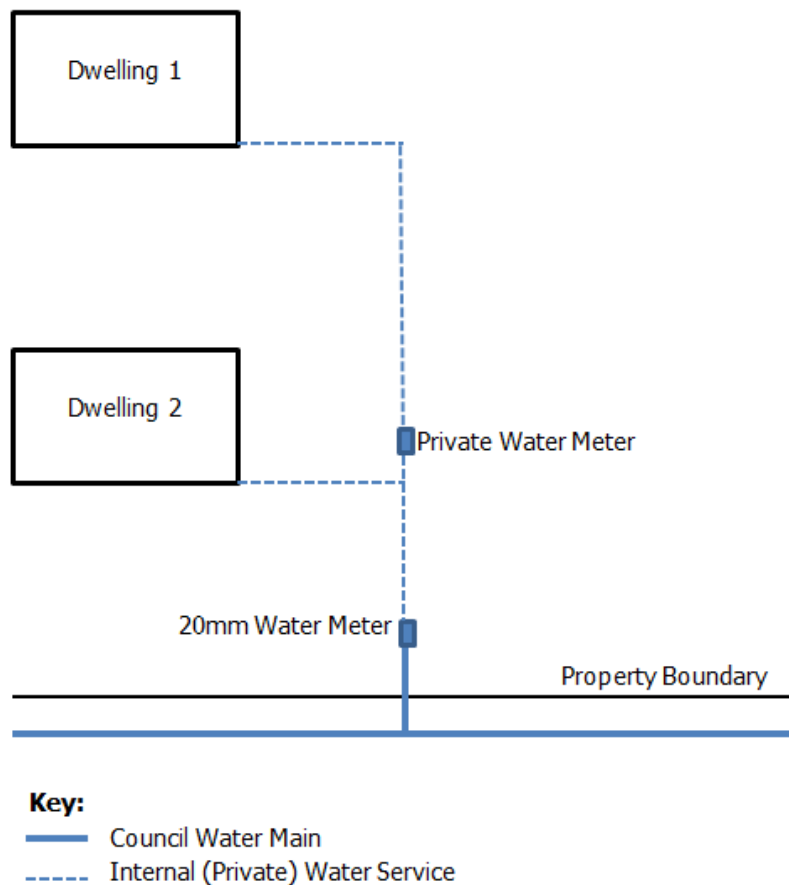 Dwelling 1
Dwelling 2
Private Water Meter
20mm Water Meter
Property Boundary
Key:
Council Water Main
Internal (Private) Water Service